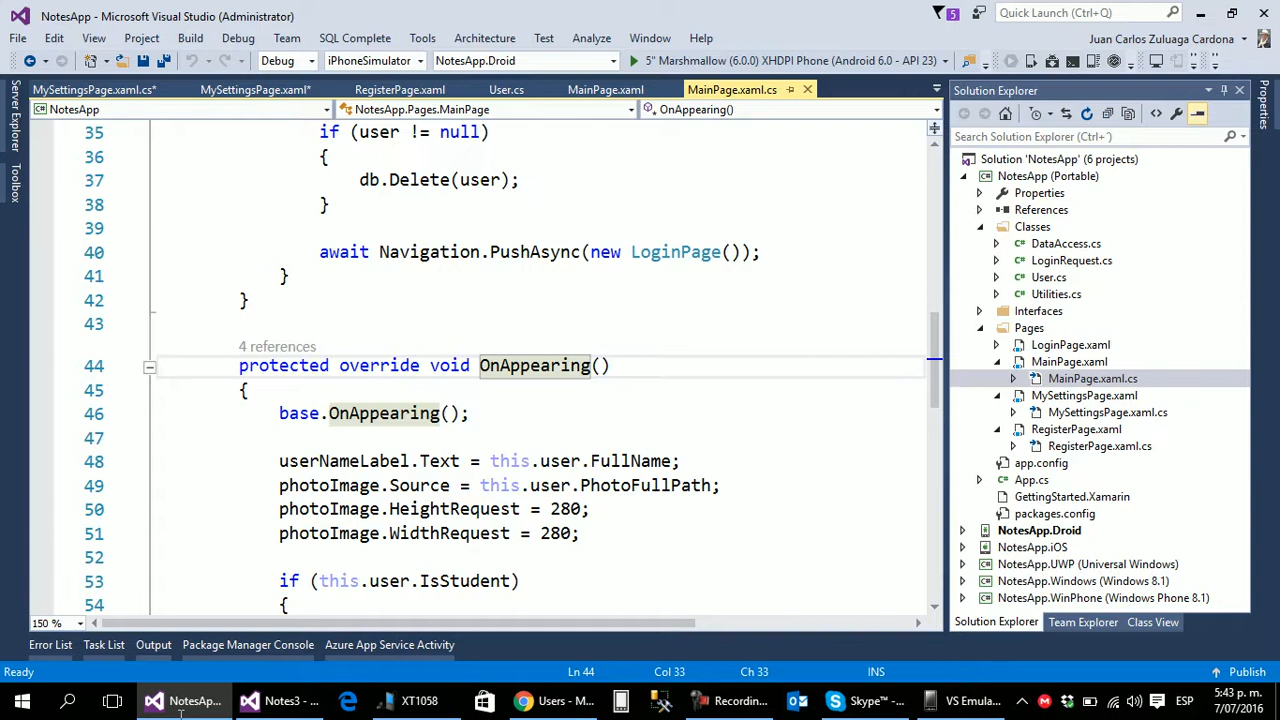 NotesApp - Microsoft Visual Studio (Administrator)
5
Quick Launch (Ctrl+Q)
File Edit View Project Build Debug Team SQL Complete Tools Architecture Test Analyze Window Help
Juan Carlos Zuluaga Cardona
Debug iPhoneSimulator NotesApp.Droid 5" Marshmallow (6.0.0) XHDPI Phone (Android 6.0 - API 23)
Server Explorer
Toolbox
MySettingsPage.xaml.cs* MySettingsPage.xaml* RegisterPage.xaml.cs User.cs MainPage.xaml MainPage.xaml.cs
NotesApp NotesApp.Pages.MainPage OnAppearing()
35 if (user != null)
36 {
37 db.Delete(user);
38 }
39
40 await Navigation.PushAsync(new LoginPage());
41 }
42 }
43
4 references
44 protected override void OnAppearing()
45 {
46 base.OnAppearing();
47
48 userNameLabel.Text = this.user.FullName;
49 photoImage.Source = this.user.PhotoFullPath;
50 photoImage.HeightRequest = 280;
51 photoImage.WidthRequest = 280;
52
53 if (this.user.IsStudent)
54 {
150 %
Solution Explorer
Search Solution Explorer (Ctrl+´)
Solution 'NotesApp' (6 projects)
NotesApp (Portable)
Properties
References
Classes
DataAccess.cs
LoginRequest.cs
User.cs
Utilities.cs
Interfaces
Pages
LoginPage.xaml
MainPage.xaml
MainPage.xaml.cs
MySettingsPage.xaml
MySettingsPage.xaml.cs
RegisterPage.xaml
RegisterPage.xaml.cs
app.config
App.cs
GettingStarted.Xamarin
packages.config
NotesApp.Droid
NotesApp.iOS
NotesApp.UWP (Universal Windows)
NotesApp.Windows (Windows 8.1)
NotesApp.WinPhone (Windows Phone 8.1)
Solution Explorer Team Explorer Class View
Properties
Error List Task List Output Package Manager Console Azure App Service Activity
Ready Ln 44 Col 33 Ch 33 INS Publish
NotesAp... Notes3 - ... XT1058 Users - M... Recordin... Skype™ -... VS Emula... ESP
5:43 p. m.
7/07/2016